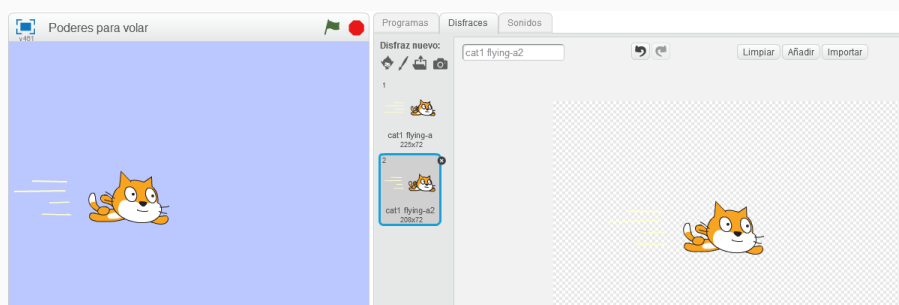 Poderes para volar
v461
Programas
Disfraces
Sonidos
Disfraz nuevo:
1
cat1 flying-a
225x72
2
cat1 flying-a2
208x72
cat1 flying-a2
Limpiar
Añadir
Importar